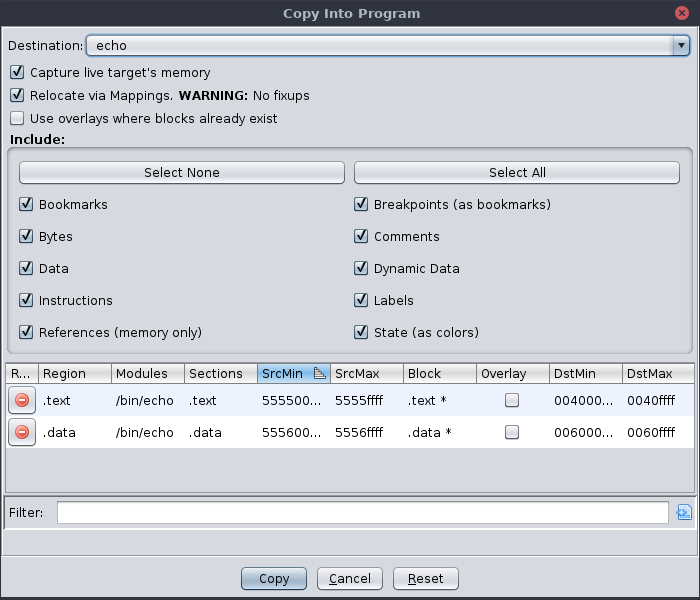 Copy Into Program
Destination: echo
Capture live target's memory
Relocate via Mappings. WARNING: No fixups
Use overlays where blocks already exist
Include:
Select None Select All
Bookmarks Breakpoints (as bookmarks)
Bytes Comments
Data Dynamic Data
Instructions Labels
References (memory only) State (as colors)
R... Region Modules Sections SrcMin SrcMax Block Overlay DstMin DstMax
.text /bin/echo .text 555500... 5555ffff .text * 004000... 0040ffff
.data /bin/echo .data 555600... 5556ffff .data * 006000... 0060ffff
Filter:
Copy Cancel Reset